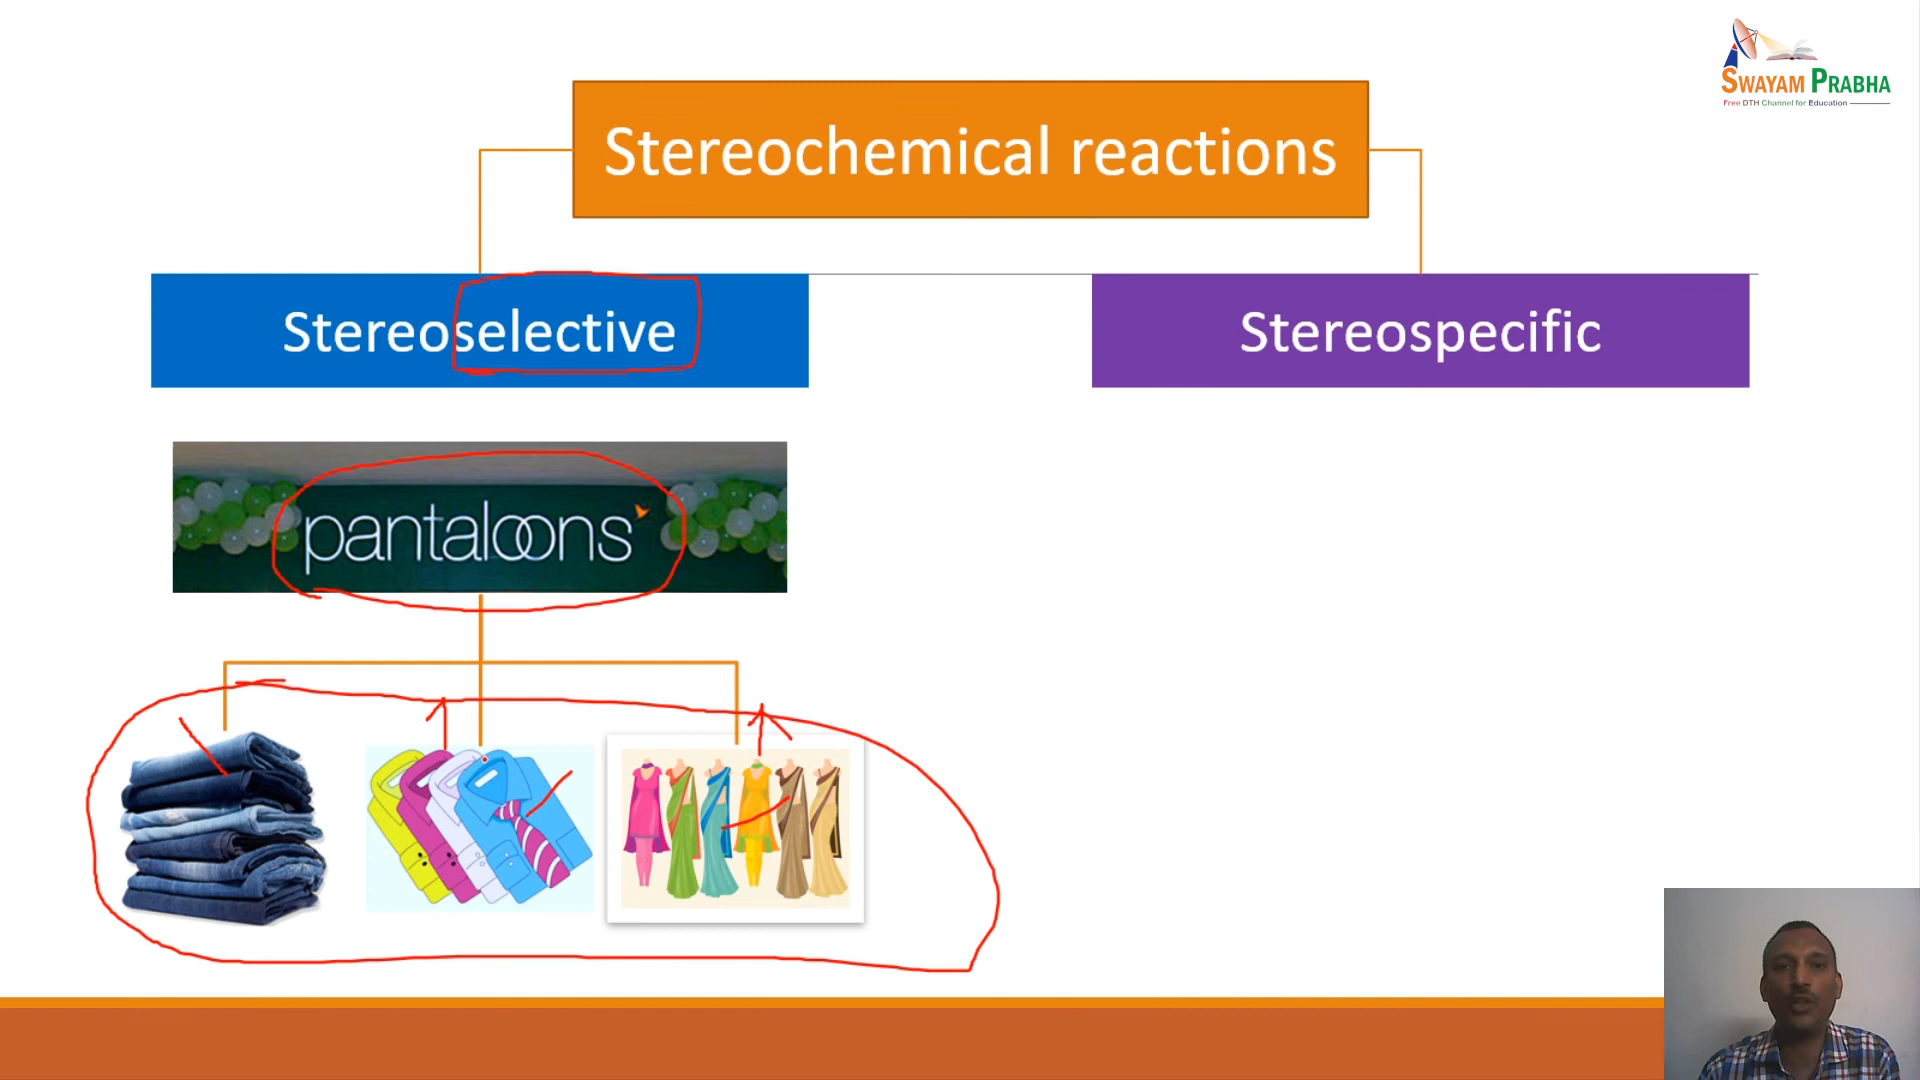 SWAYAM PRABHA
Free DTH Channel for Education
Stereochemical reactions
Stereoselective
Stereospecific
pantaloons